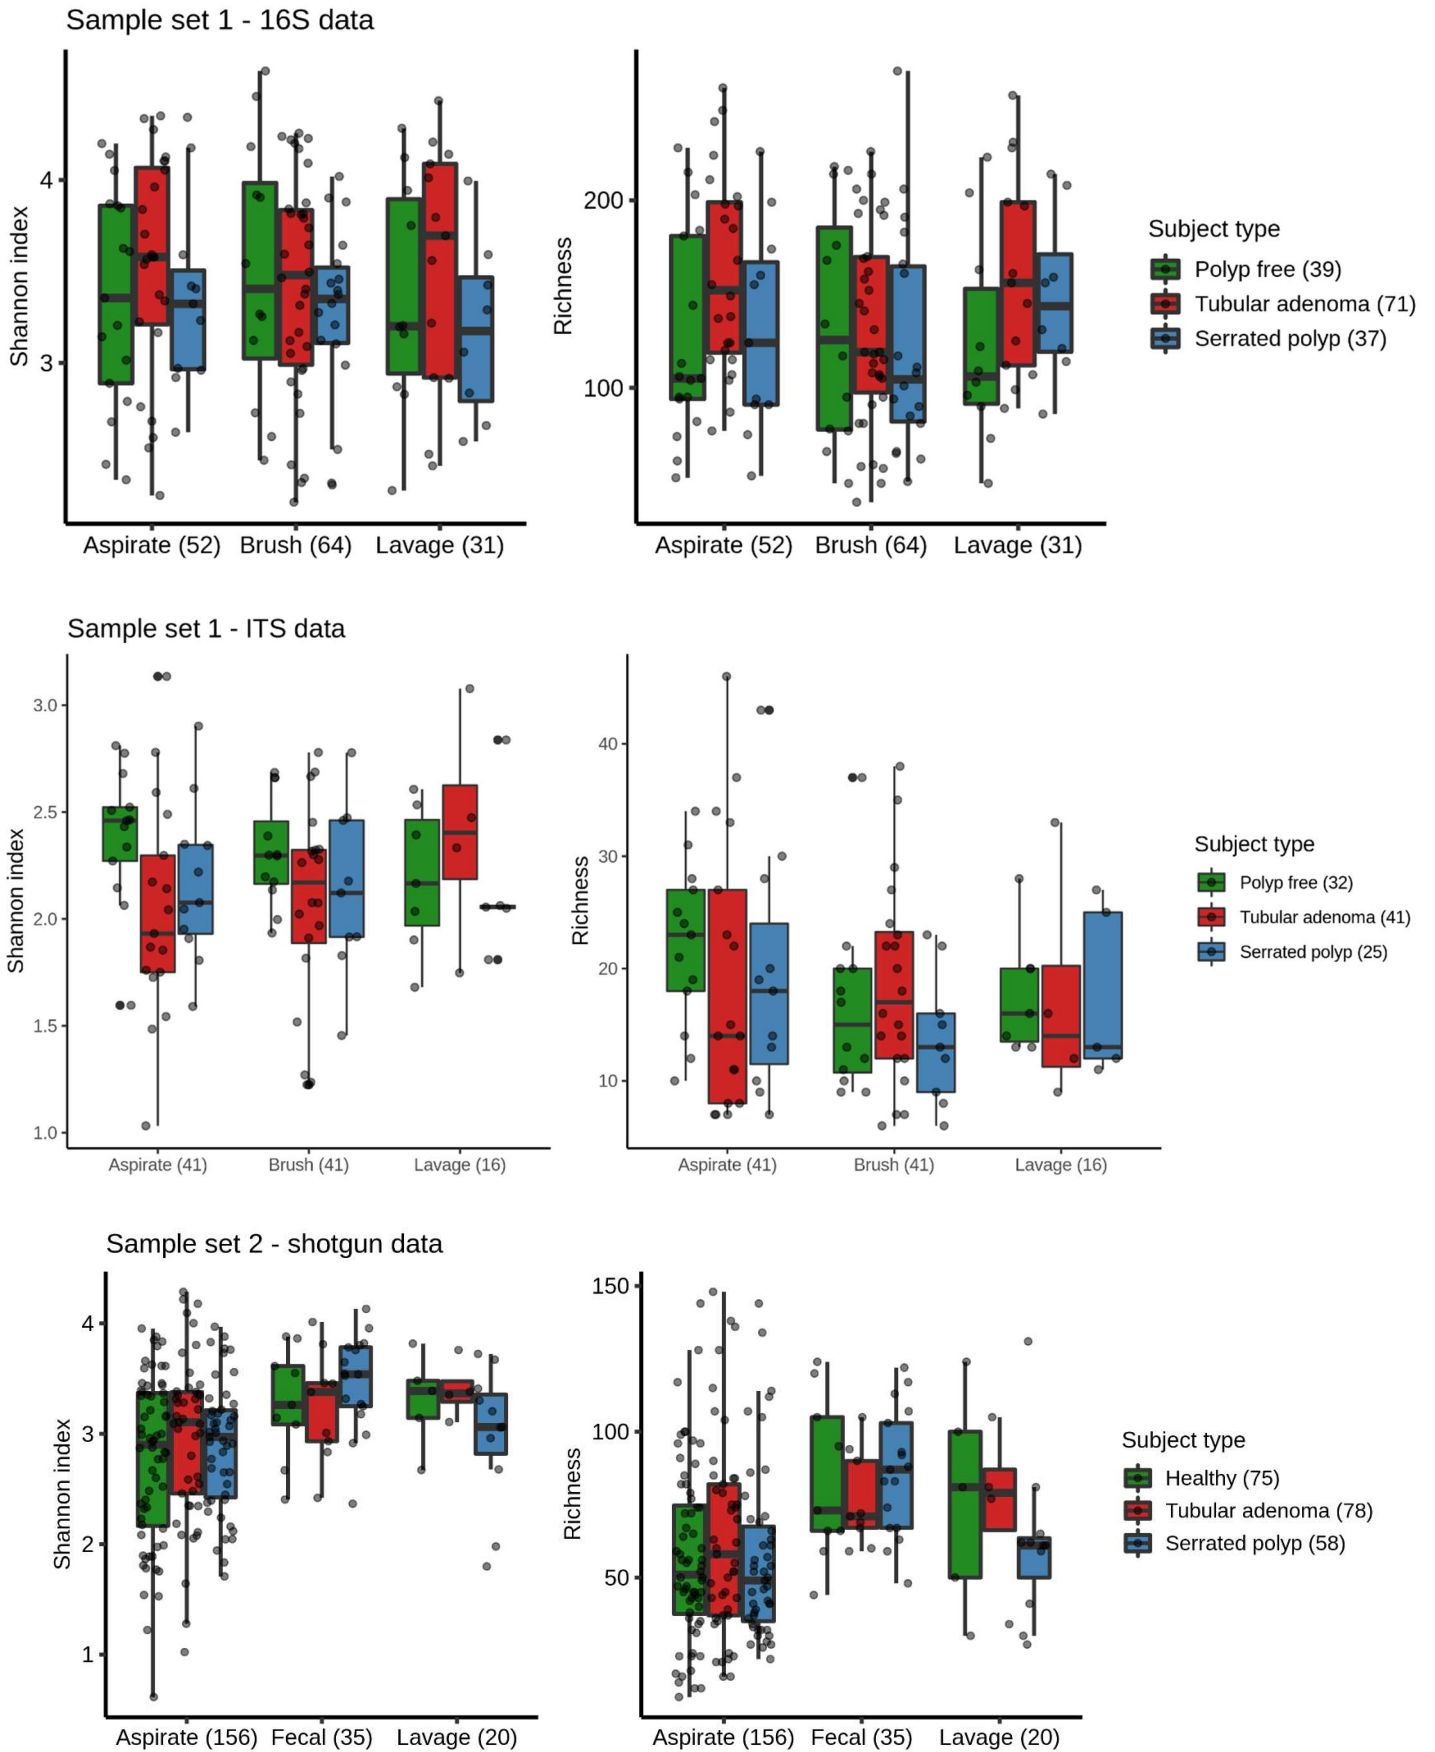 Sample set 1 - 16S data
Shannon index
4
3
Aspirate (52) Brush (64) Lavage (31)
Richness
200
100
Aspirate (52) Brush (64) Lavage (31)
Subject type
Polyp free (39)
Tubular adenoma (71)
Serrated polyp (37)
Sample set 1 - ITS data
Shannon index
3.0
2.5
2.0
1.5
1.0
Aspirate (41) Brush (41) Lavage (16)
Richness
40
30
20
10
Aspirate (41) Brush (41) Lavage (16)
Subject type
Polyp free (32)
Tubular adenoma (41)
Serrated polyp (25)
Sample set 2 - shotgun data
Shannon index
4
3
2
1
Aspirate (156) Fecal (35) Lavage (20)
Richness
150
100
50
Aspirate (156) Fecal (35) Lavage (20)
Subject type
Healthy (75)
Tubular adenoma (78)
Serrated polyp (58)